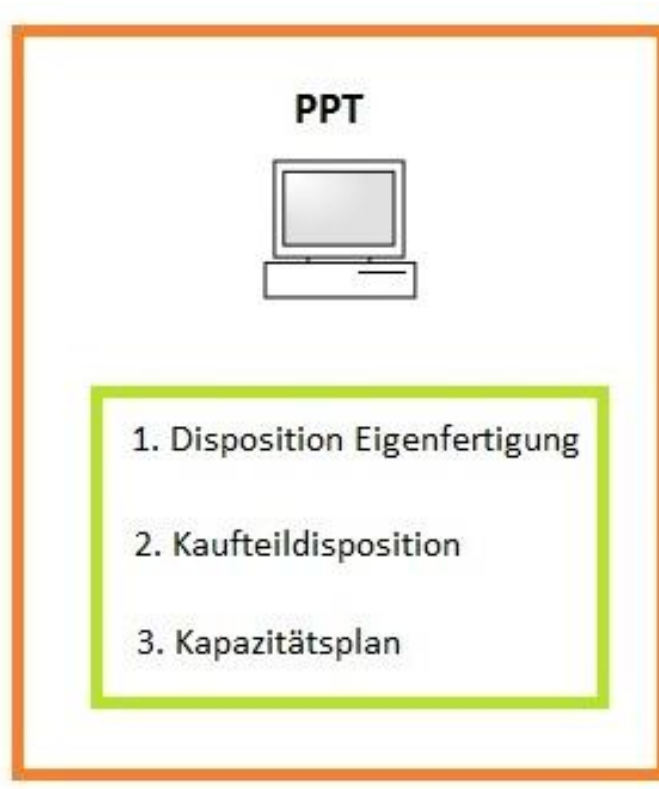 PPT
1. Disposition Eigenfertigung
2. Kaufteildisposition
3. Kapazitätsplan